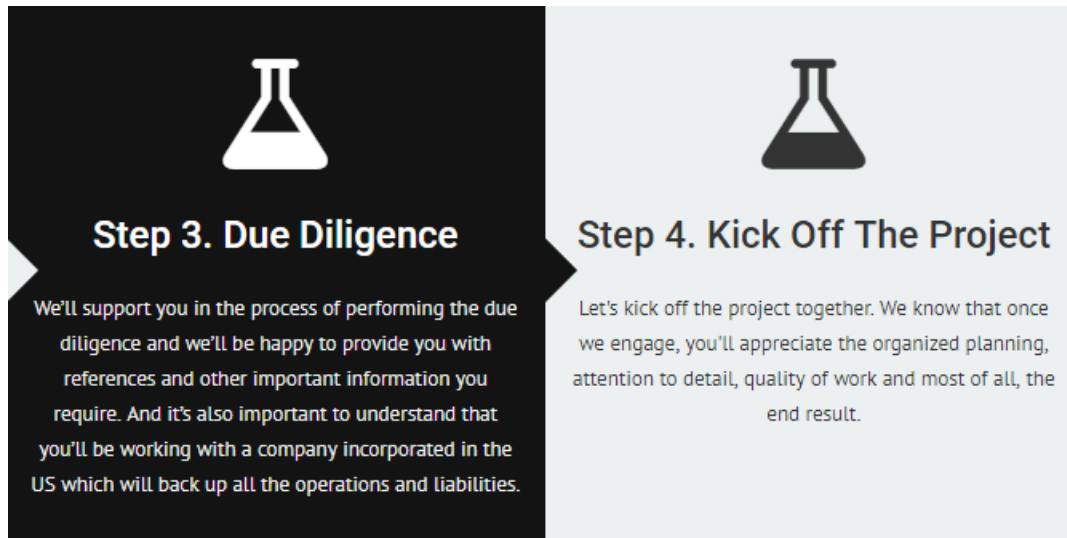 Step 3. Due Diligence
We'll support you in the process of performing the due
diligence and we'll be happy to provide you with
references and other important information you
require. And it's also important to understand that
you'll be working with a company incorporated in the
US which will back up all the operations and liabilities.
Step 4. Kick Off The Project
Let's kick off the project together. We know that once
we engage, you'll appreciate the organized planning,
attention to detail, quality of work and most of all, the
end result.